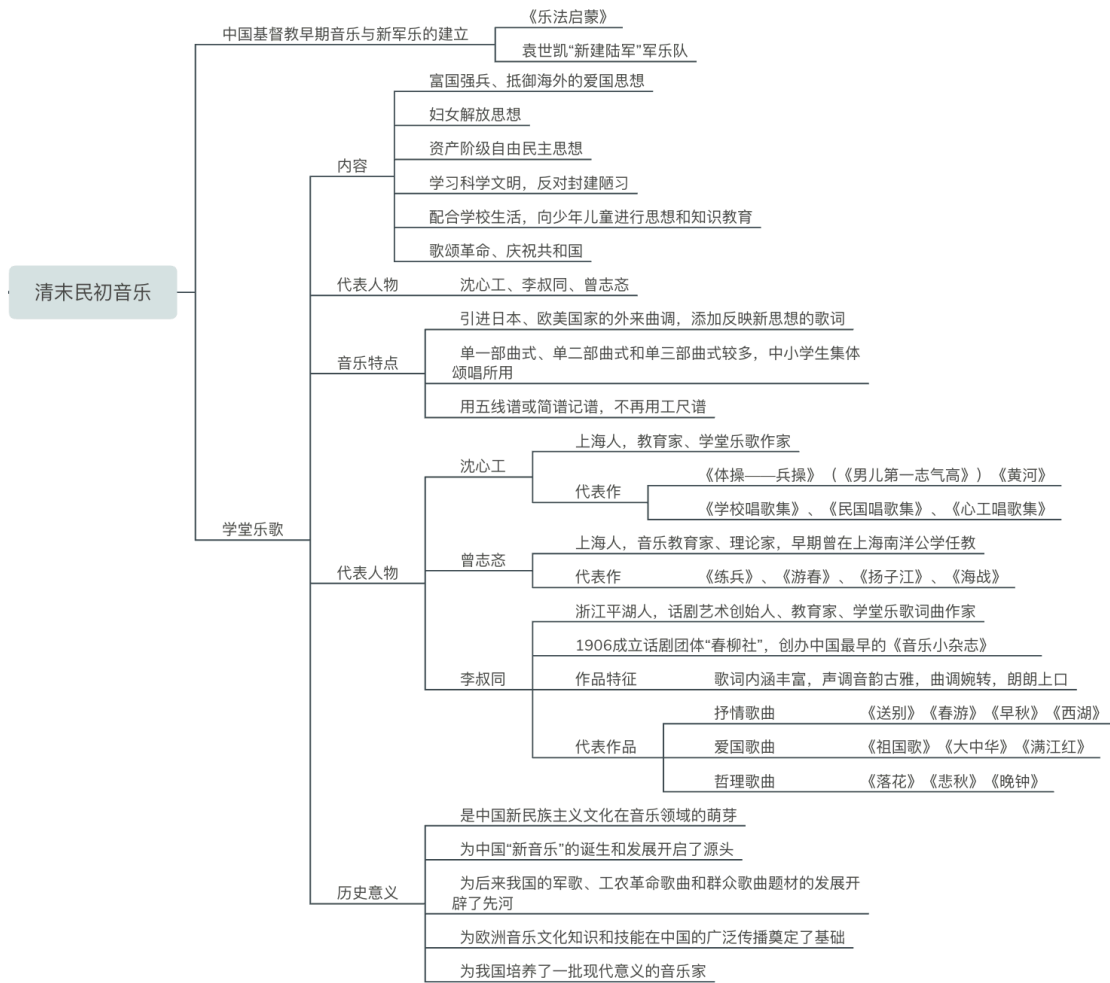 中国基督教早期音乐与新军乐的建立
《乐法启蒙》
袁世凯“新建陆军”军乐队
富国强兵、抵御海外的爱国思想
妇女解放思想
资产阶级自由民主思想
内容
学习科学文明，反对封建陋习
配合学校生活，向少年儿童进行思想和知识教育
歌颂革命、庆祝共和国
清末民初音乐
代表人物
沈心工、李叔同、曾志忞
引进日本、欧美国家的外来曲调，添加反映新思想的歌词
音乐特点
单一部曲式、单二部曲式和单三部曲式较多，中小学生集体
颂唱所用
用五线谱或简谱记谱，不再用工尺谱
上海人，教育家、学堂乐歌作家
沈心工
代表作
《体操——兵操》（《男儿第一志气高》）《黄河》
《学校唱歌集》、《民国唱歌集》、《心工唱歌集》
学堂乐歌
代表人物
曾志忞
上海人，音乐教育家、理论家，早期曾在上海南洋公学任教
代表作
《练兵》、《游春》、《扬子江》、《海战》
浙江平湖人，话剧艺术创始人、教育家、学堂乐歌词曲作家
1906成立话剧团体“春柳社”，创办中国最早的《音乐小杂志》
李叔同
作品特征
歌词内涵丰富，声调音韵古雅，曲调婉转，朗朗上口
代表作品
抒情歌曲
《送别》《春游》《早秋》《西湖》
爱国歌曲
《祖国歌》《大中华》《满江红》
哲理歌曲
《落花》《悲秋》《晚钟》
是中国新民族主义文化在音乐领域的萌芽
为中国“新音乐”的诞生和发展开启了源头
历史意义
为后来我国的军歌、工农革命歌曲和群众歌曲题材的发展开
辟了先河
为欧洲音乐文化知识和技能在中国的广泛传播奠定了基础
为我国培养了一批现代意义的音乐家